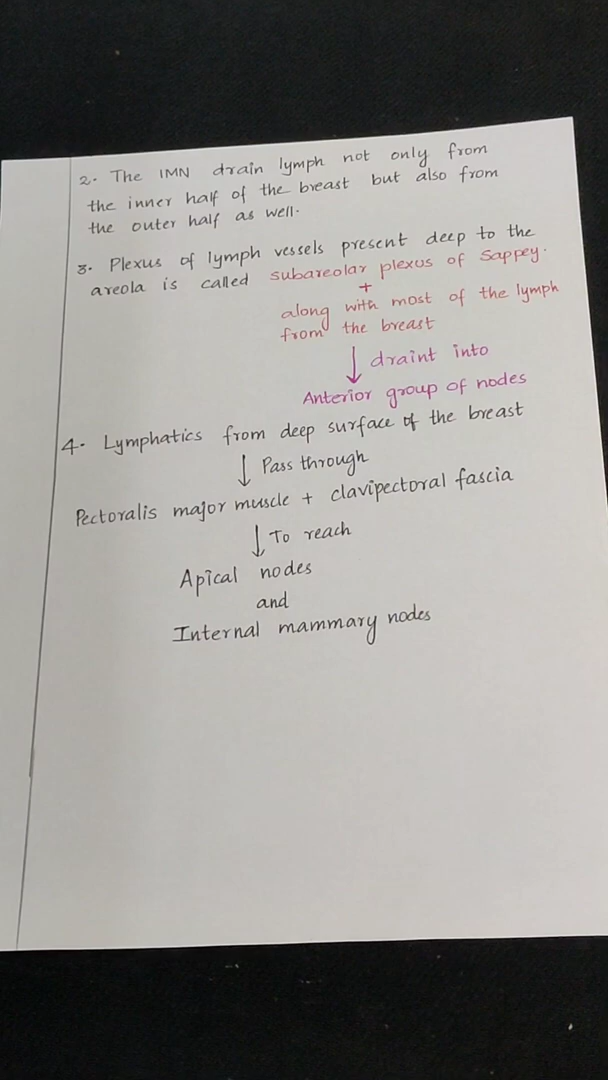 2. The IMN drain lymph not only from
the inner half of the breast but also from
the outer half as well.
3. Plexus of lymph vessels present deep to the
areola is called subareolar plexus of Sappey.
+
along with most of the lymph
from the breast
↓ draint into
Anterior group of nodes
4. Lymphatics from deep surface of the breast
↓ Pass through
Pectoralis major muscle + clavipectoral fascia
↓ To reach
Apical nodes
and
Internal mammary nodes